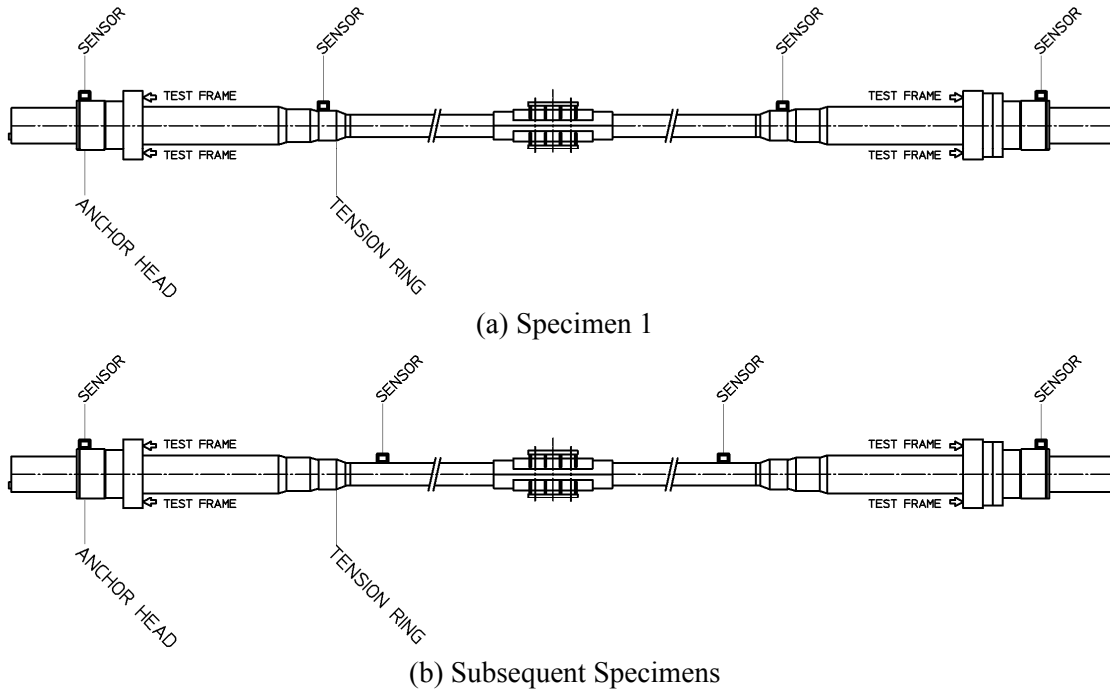 SENSOR
SENSOR
SENSOR
SENSOR
TEST FRAME
TEST FRAME
TEST FRAME
TEST FRAME
ANCHOR HEAD
TENSION RING
(a) Specimen 1
SENSOR
SENSOR
SENSOR
SENSOR
TEST FRAME
TEST FRAME
TEST FRAME
TEST FRAME
ANCHOR HEAD
TENSION RING
(b) Subsequent Specimens